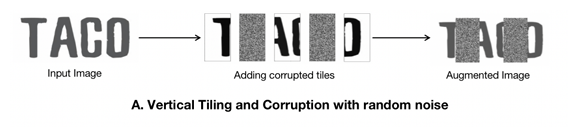 TACO
Input Image
Adding corrupted tiles
Augmented Image
A. Vertical Tiling and Corruption with random noise